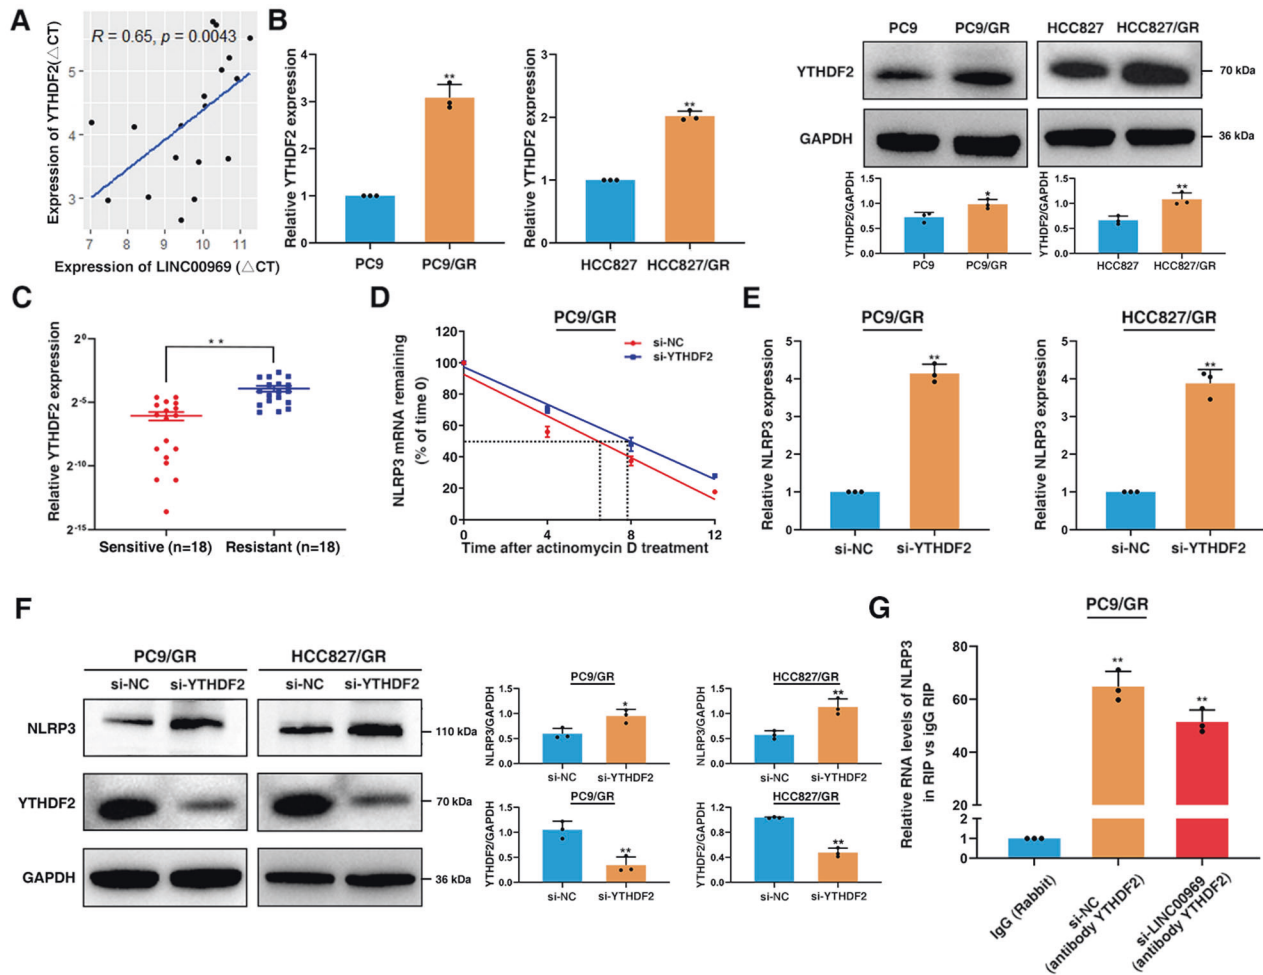 A
R = 0.65, p = 0.0043
Expression of YTHDF2(△CT)
5
4
3
7 8 9 10 11
Expression of LINC00969 (△CT)
B
Relative YTHDF2 expression
4
3
2
1
0
**
PC9 PC9/GR
Relative YTHDF2 expression
3
2
1
0
**
HCC827 HCC827/GR
PC9 PC9/GR HCC827 HCC827/GR
YTHDF2
70 kDa
GAPDH
36 kDa
YTHDF2/GAPDH
1.5
1.0
0.5
0.0
*
PC9 PC9/GR
YTHDF2/GAPDH
1.5
1.0
0.5
0.0
**
HCC827 HCC827/GR
C
Relative YTHDF2 expression
2⁰
2⁻⁵
2⁻¹⁰
2⁻¹⁵
**
Sensitive (n=18) Resistant (n=18)
D
PC9/GR
si-NC
si-YTHDF2
NLRP3 mRNA remaining
(% of time 0)
120
100
80
60
40
20
0
0 4 8 12
Time after actinomycin D treatment
E
PC9/GR
Relative NLRP3 expression
5
4
3
2
1
0
**
si-NC si-YTHDF2
HCC827/GR
Relative NLRP3 expression
5
4
3
2
1
0
**
si-NC si-YTHDF2
F
PC9/GR HCC827/GR
si-NC si-YTHDF2 si-NC si-YTHDF2
NLRP3
110 kDa
YTHDF2
70 kDa
GAPDH
36 kDa
PC9/GR
NLRP3/GAPDH
1.5
1.0
0.5
0.0
*
si-NC si-YTHDF2
HCC827/GR
NLRP3/GAPDH
1.5
1.0
0.5
0.0
**
si-NC si-YTHDF2
PC9/GR
YTHDF2/GAPDH
1.5
1.0
0.5
0.0
**
si-NC si-YTHDF2
HCC827/GR
YTHDF2/GAPDH
1.2
0.9
0.6
0.3
0.0
**
si-NC si-YTHDF2
G
PC9/GR
Relative RNA levels of NLRP3
in RIP vs igG RIP
80
60
40
20
2
1
0
**
**
IgG (Rabbit)
si-NC
(antibody YTHDF2)
si-LINC00969
(antibody YTHDF2)